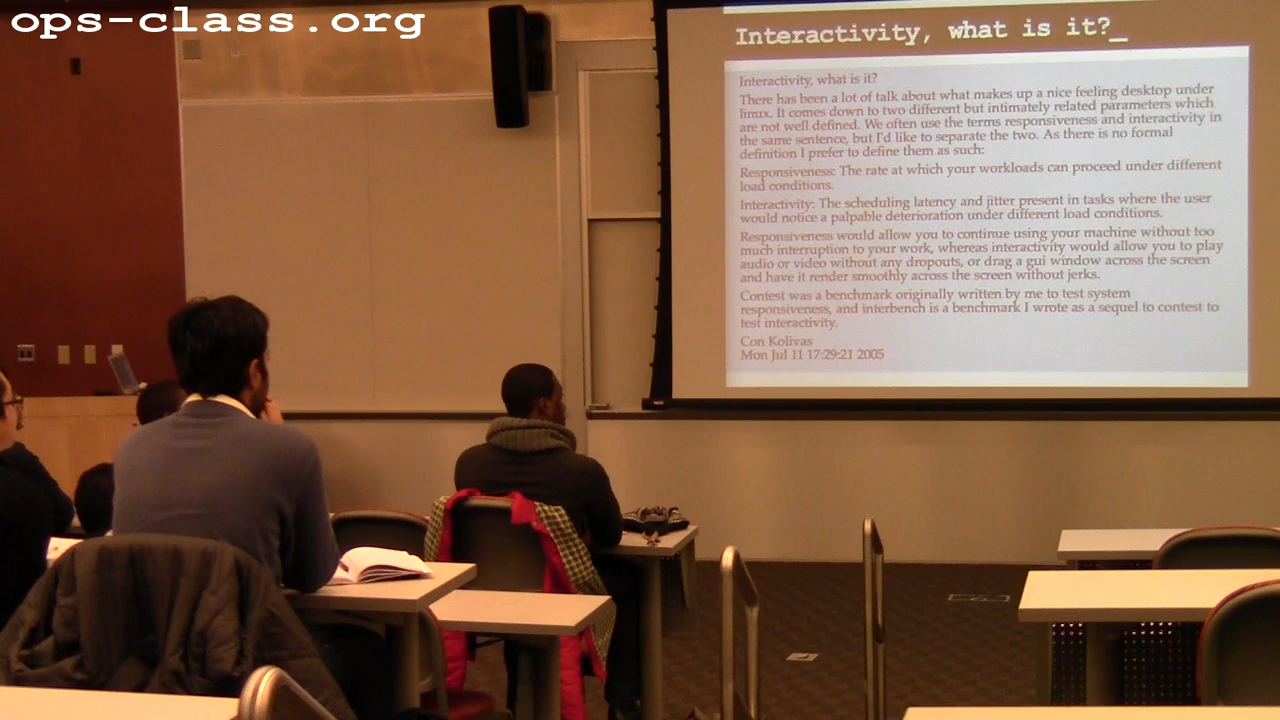 ops-class.org
Interactivity, what is it?_
Interactivity, what is it?
There has been a lot of talk about what makes up a nice feeling desktop under
linux. It comes down to two different but intimately related parameters which
are not well defined. We often use the terms responsiveness and interactivity in
the same sentence, but I'd like to separate the two. As there is no formal
definition I prefer to define them as such:
Responsiveness: The rate at which your workloads can proceed under different
load conditions.
Interactivity: The scheduling latency and jitter present in tasks where the user
would notice a palpable deterioration under different load conditions.
Responsiveness would allow you to continue using your machine without too
much interruption to your work, whereas interactivity would allow you to play
audio or video without any dropouts, or drag a gui window across the screen
and have it render smoothly across the screen without jerks.
Contest was a benchmark originally written by me to test system
responsiveness, and interbench is a benchmark I wrote as a sequel to contest to
test interactivity.
Con Kolivas
Mon Jul 11 17:29:21 2005